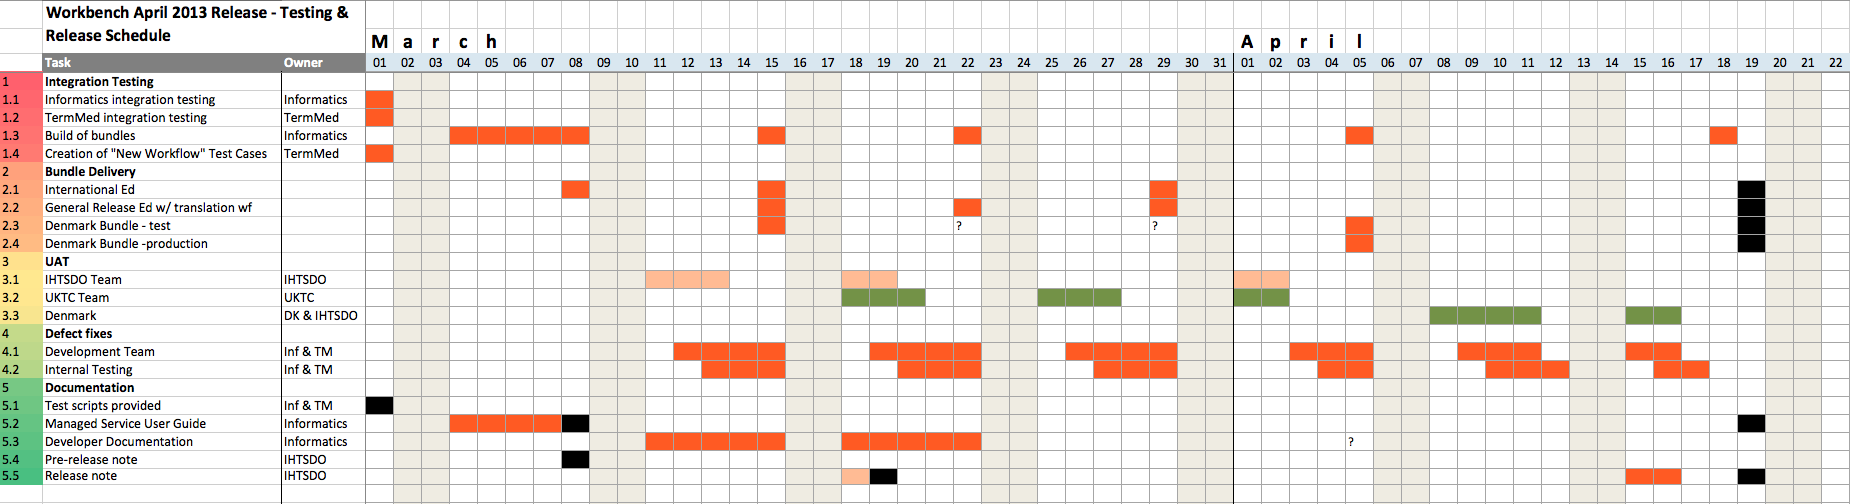 Workbench April 2013 Release - Testing &
Release Schedule
M a r c h A p r i l
Task Owner 01 02 03 04 05 06 07 08 09 10 11 12 13 14 15 16 17 18 19 20 21 22 23 24 25 26 27 28 29 30 31 01 02 03 04 05 06 07 08 09 10 11 12 13 14 15 16 17 18 19 20 21 22
1 Integration Testing
1.1 Informatics integration testing Informatics
1.2 TermMed integration testing TermMed
1.3 Build of bundles Informatics
1.4 Creation of "New Workflow" Test Cases TermMed
2 Bundle Delivery
2.1 International Ed
2.2 General Release Ed w/ translation wf
2.3 Denmark Bundle - test ? ?
2.4 Denmark Bundle -production
3 UAT
3.1 IHTSDO Team IHTSDO
3.2 UKTC Team UKTC
3.3 Denmark DK & IHTSDO
4 Defect fixes
4.1 Development Team Inf & TM
4.2 Internal Testing Inf & TM
5 Documentation
5.1 Test scripts provided Inf & TM
5.2 Managed Service User Guide Informatics
5.3 Developer Documentation Informatics ?
5.4 Pre-release note IHTSDO
5.5 Release note IHTSDO